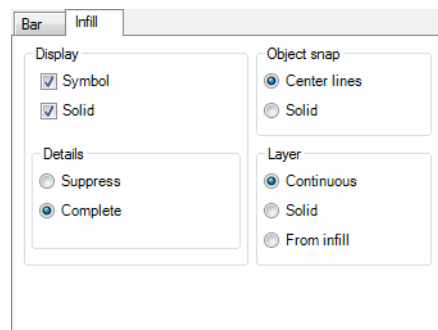 Bar
Infill
Display
Symbol
Solid
Details
Suppress
Complete
Object snap
Center lines
Solid
Layer
Continuous
Solid
From infill